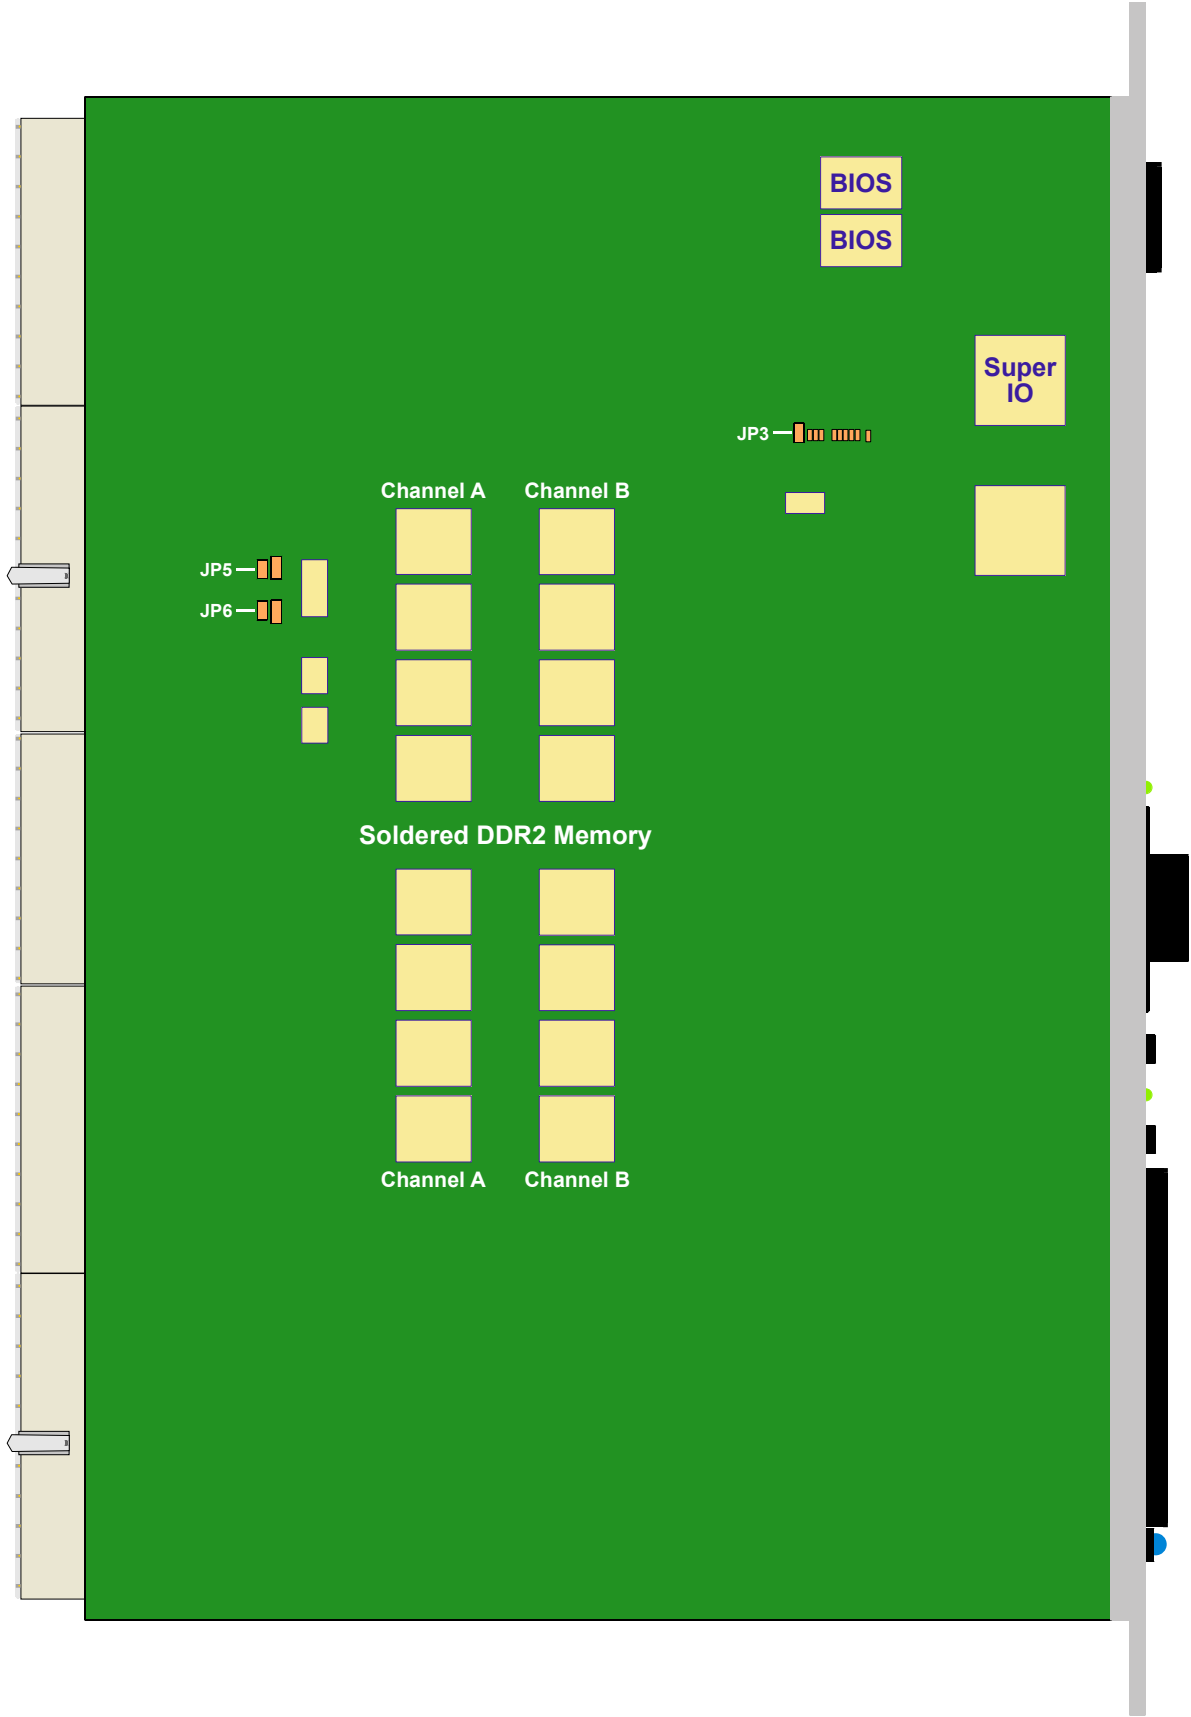 BIOS
BIOS
Super
IO
JP3
Channel A
Channel B
JP5
JP6
Soldered DDR2 Memory
Channel A
Channel B